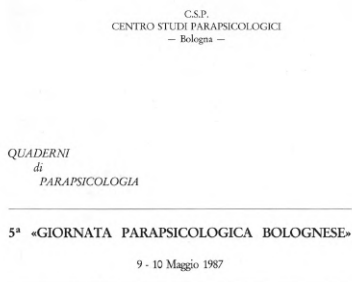 C.S.P.
CENTRO STUDI PARAPSICOLOGICI
— Bologna —
QUADERNI
di
PARAPSICOLOGIA
5ª «GIORNATA PARAPSICOLOGICA BOLOGNESE»
9 - 10 Maggio 1987